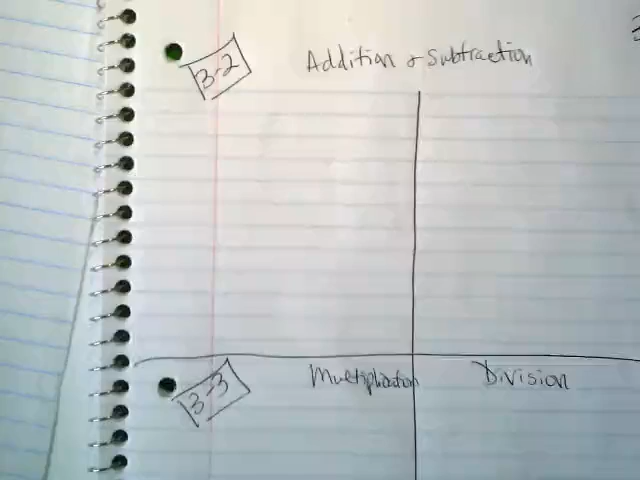 3-2
Addition & Subtraction
3-3
Multiplication
Division